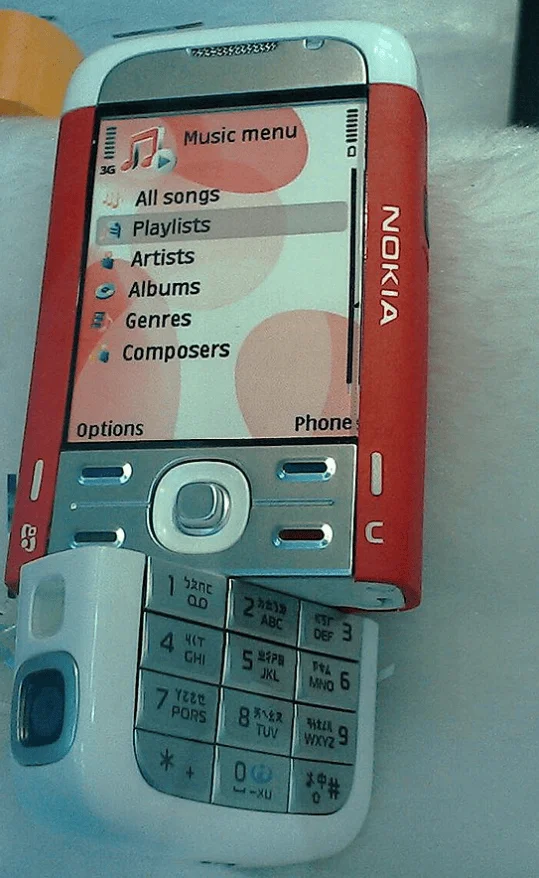 Music menu
3G
All songs
Playlists
Artists
Albums
Genres
Composers
Options
Phone
NOKIA
C
1
2 ABC
DEF 3
4 GHI
5 JKL
MNO 6
7 PQRS
8 TUV
WXYZ 9
* +
0
#